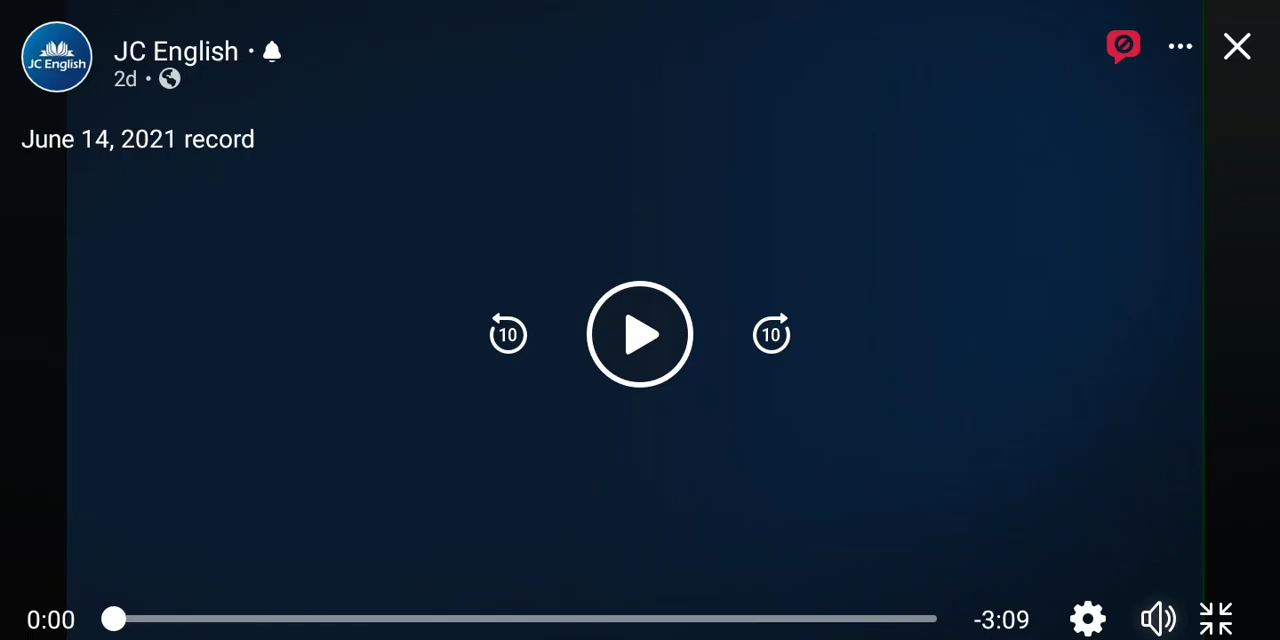 JC English
JC English ·
2d ·
June 14, 2021 record
10
10
0:00
-3:09